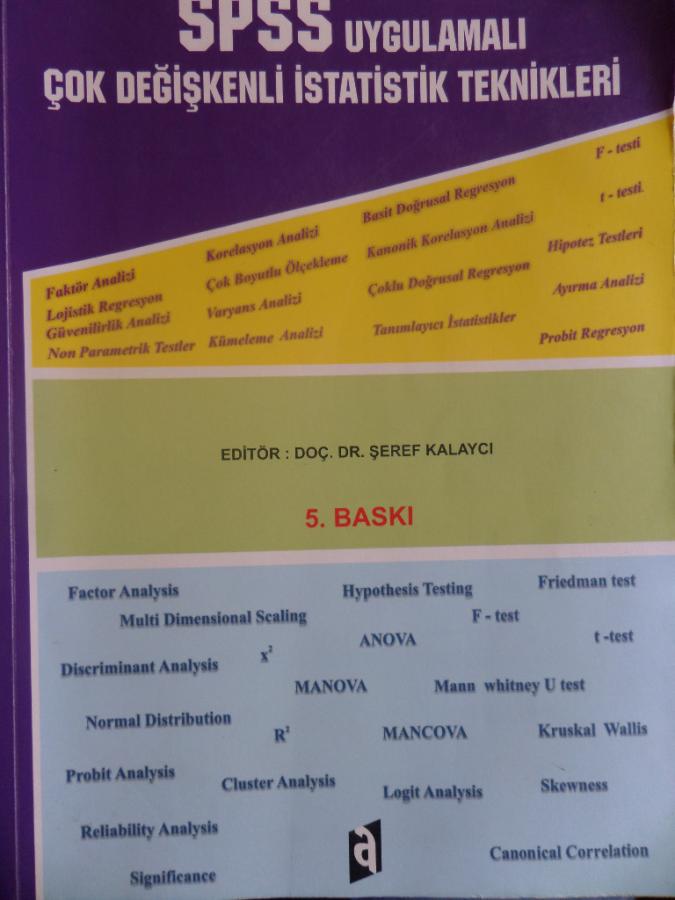 SPSS UYGULAMALI
ÇOK DEĞİŞKENLİ İSTATİSTİK TEKNİKLERİ
F - testi
Basit Doğrusal Regresyon
t - testi
Korelasyon Analizi
Kanonik Korelasyon Analizi
Hipotez Testleri
Faktör Analizi
Çok Boyutlu Ölçekleme
Çoklu Doğrusal Regresyon
Ayırma Analizi
Lojistik Regresyon
Varyans Analizi
Güvenilirlik Analizi
Tanımlayıcı İstatistikler
Probit Regresyon
Non Parametrik Testler
Kümeleme Analizi
EDİTÖR : DOÇ. DR. ŞEREF KALAYCI
5. BASKI
Factor Analysis
Hypothesis Testing
Friedman test
Multi Dimensional Scaling
F - test
ANOVA
t -test
Discriminant Analysis
x²
MANOVA
Mann whitney U test
Normal Distribution
R²
MANCOVA
Kruskal Wallis
Probit Analysis
Cluster Analysis
Logit Analysis
Skewness
Reliability Analysis
Canonical Correlation
Significance
a